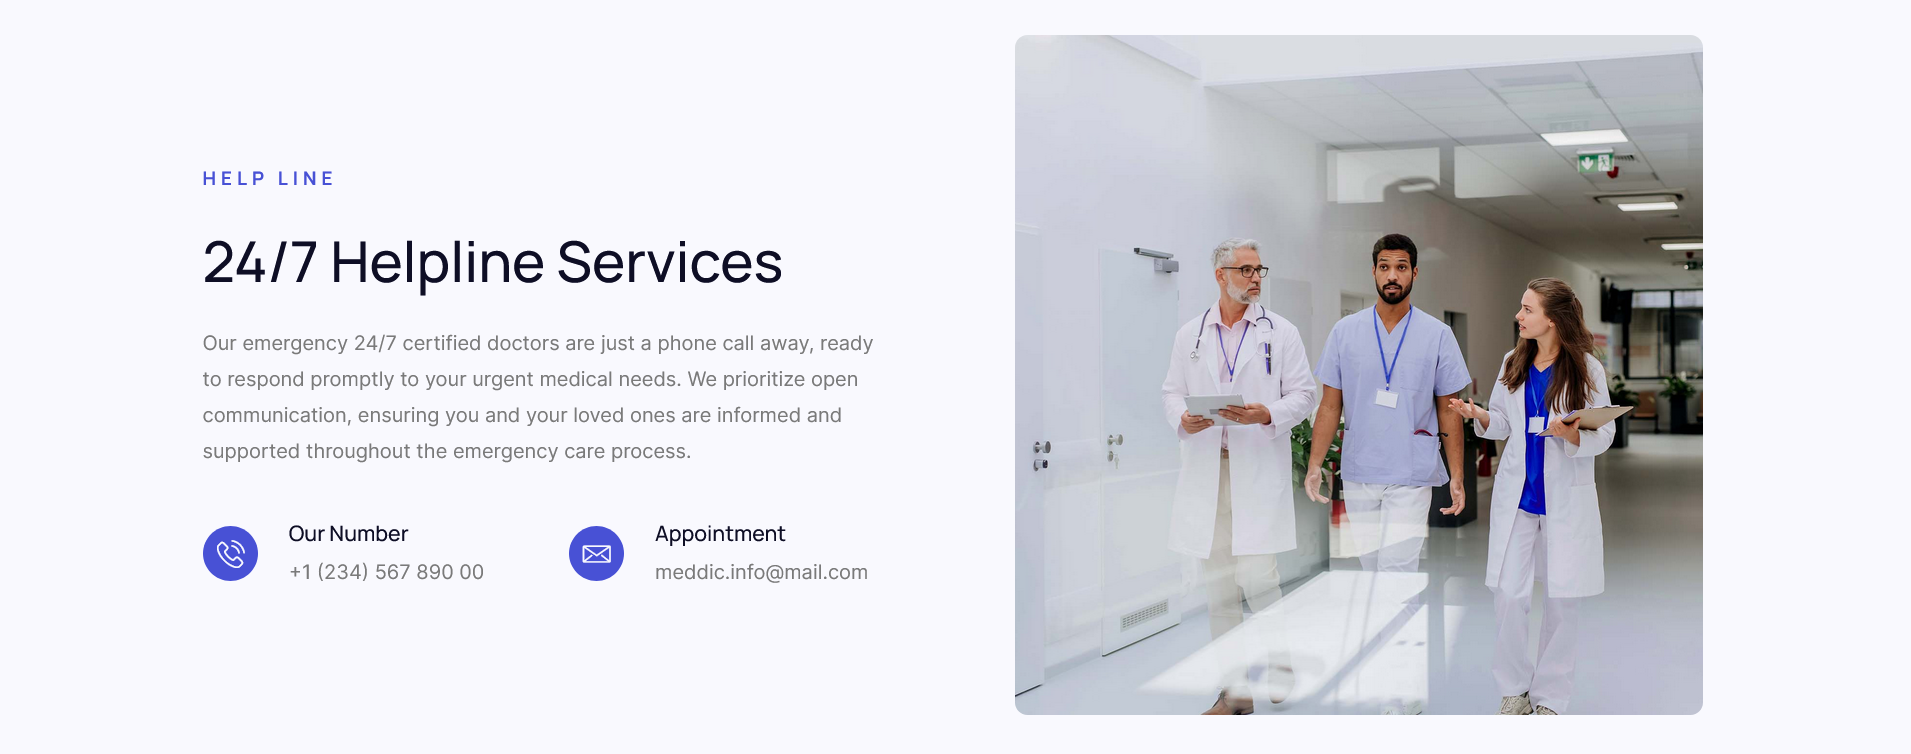 HELP LINE
24/7 Helpline Services
Our emergency 24/7 certified doctors are just a phone call away, ready
to respond promptly to your urgent medical needs. We prioritize open
communication, ensuring you and your loved ones are informed and
supported throughout the emergency care process.
Our Number
+1 (234) 567 890 00
Appointment
meddic.info@mail.com